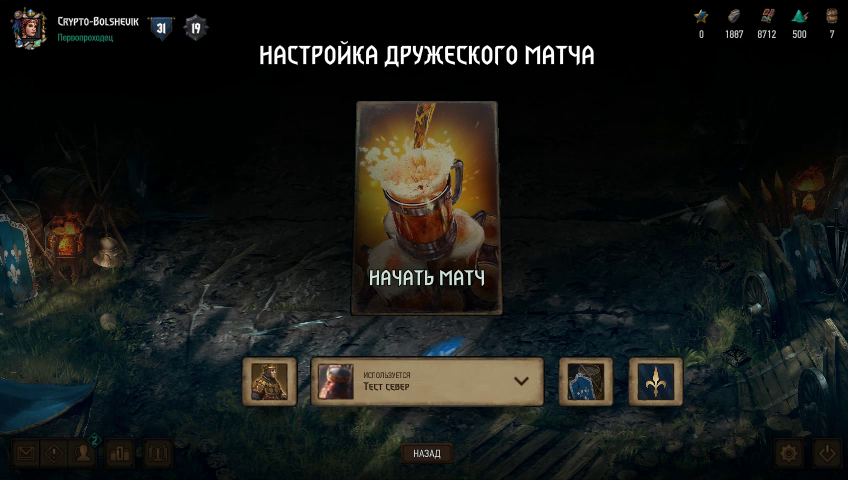 Crypto-Bolshevik
Первопроходец
31
19
0
1887
8712
500
7
НАСТРОЙКА ДРУЖЕСКОГО МАТЧА
НАЧАТЬ МАТЧ
ИСПОЛЬЗУЕТСЯ
Тест север
2
НАЗАД